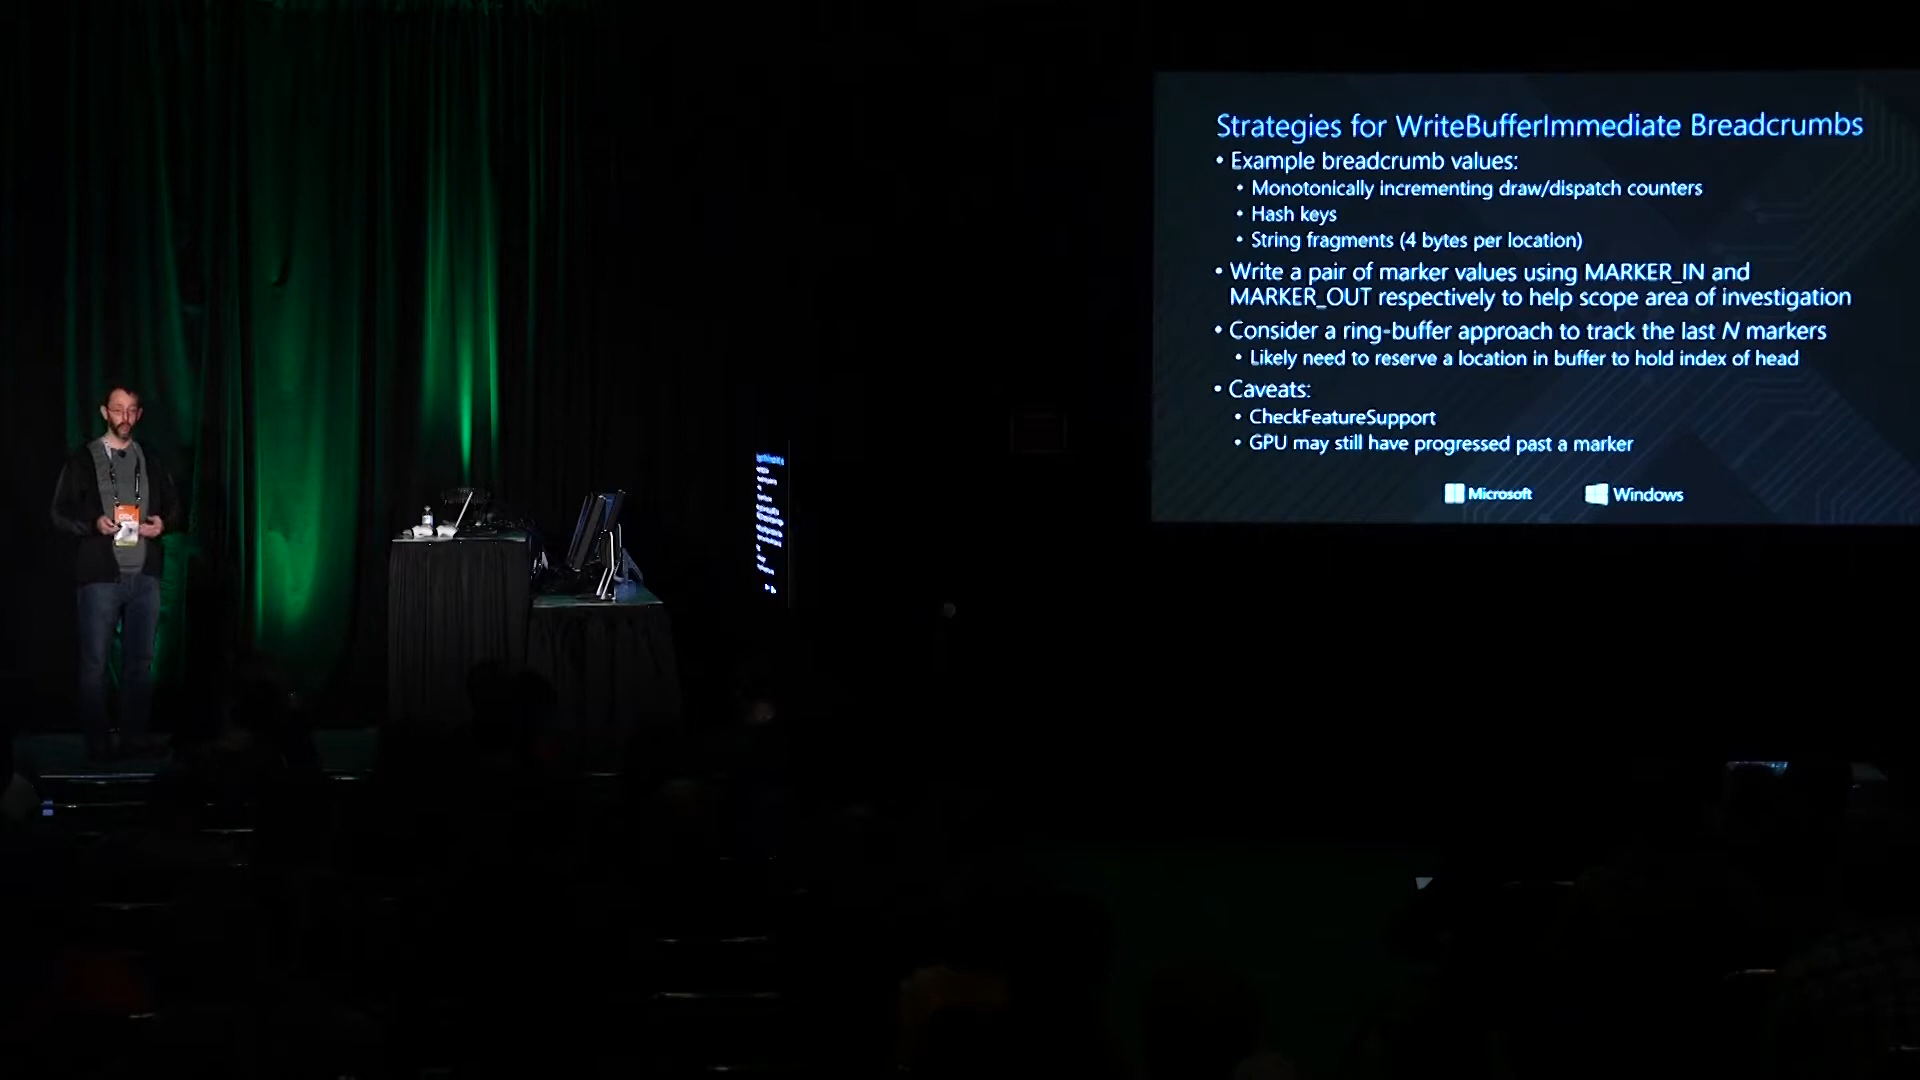 Strategies for WriteBufferImmediate Breadcrumbs
• Example breadcrumb values:
• Monotonically incrementing draw/dispatch counters
• Hash keys
• String fragments (4 bytes per location)
• Write a pair of marker values using MARKER_IN and
MARKER_OUT respectively to help scope area of investigation
• Consider a ring-buffer approach to track the last N markers
• Likely need to reserve a location in buffer to hold index of head
• Caveats:
• CheckFeatureSupport
• GPU may still have progressed past a marker
Microsoft Windows